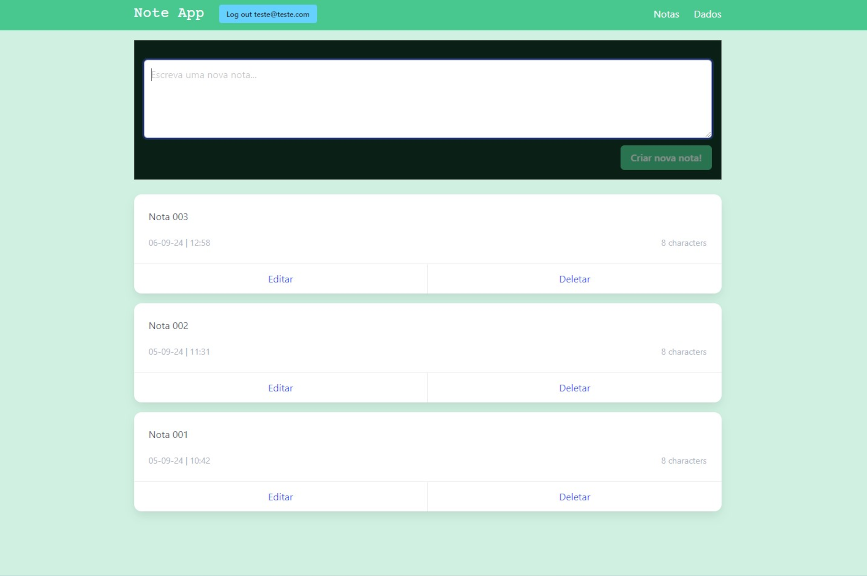 Note App Log out teste@teste.com Notas Dados
Escreva uma nova nota...
Criar nova nota!
Nota 003
06-09-24 | 12:58 8 characters
Editar Deletar
Nota 002
05-09-24 | 11:31 8 characters
Editar Deletar
Nota 001
05-09-24 | 10:42 8 characters
Editar Deletar